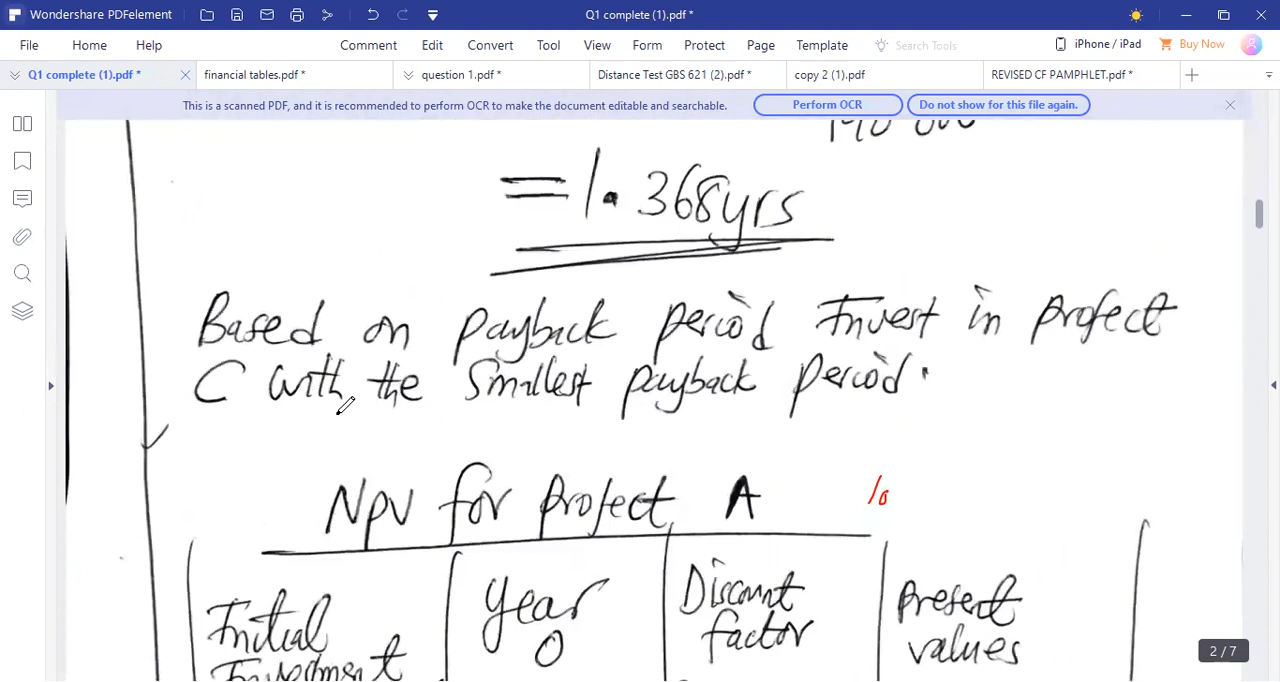 Wondershare PDFelement
Q1 complete (1).pdf *
File Home Help Comment Edit Convert Tool View Form Protect Page Template Search Tools iPhone / iPad Buy Now
Q1 complete (1).pdf * financial tables.pdf * question 1.pdf * Distance Test GBS 621 (2).pdf * copy 2 (1).pdf REVISED CF PAMPHLET.pdf *
This is a scanned PDF, and it is recommended to perform OCR to make the document editable and searchable. Perform OCR Do not show for this file again.
= 1.368yrs
Based on payback period Invest in project
C with the smallest payback period.
Npv for project A 10
Initial Investment
Year 0
Discount factor
Present values
2 / 7